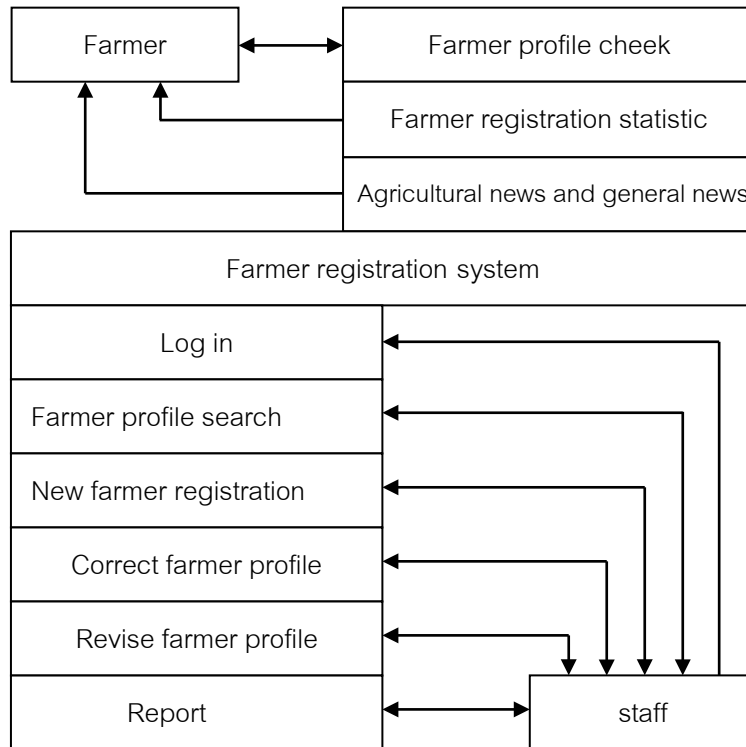 Farmer
Farmer profile cheek
Farmer registration statistic
Agricultural news and general news
Farmer registration system
Log in
Farmer profile search
New farmer registration
Correct farmer profile
Revise farmer profile
Report
staff